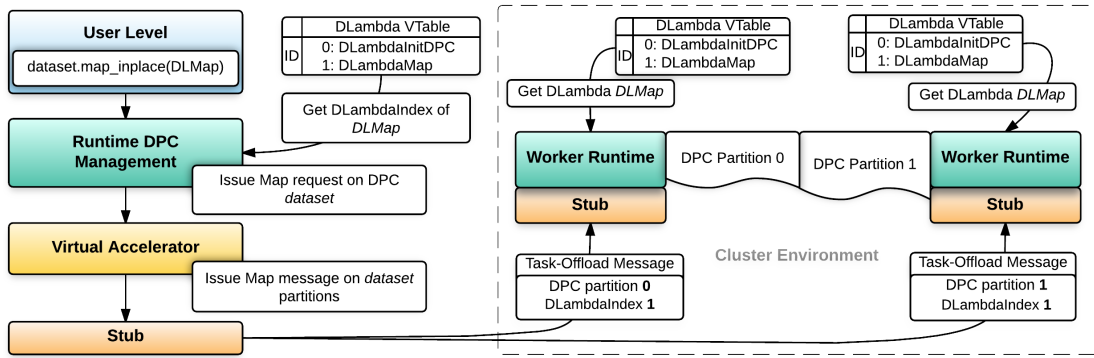 User Level
dataset.map_inplace(DLMap)
DLambda VTable
ID
0: DLambdaInitDPC
1: DLambdaMap
Get DLambdaIndex of
DLMap
Runtime DPC
Management
Issue Map request on DPC
dataset
Virtual Accelerator
Issue Map message on dataset
partitions
Stub
DLambda VTable
ID
0: DLambdaInitDPC
1: DLambdaMap
Get DLambda DLMap
Worker Runtime
Stub
DPC Partition 0
DPC Partition 1
DLambda VTable
ID
0: DLambdaInitDPC
1: DLambdaMap
Get DLambda DLMap
Worker Runtime
Stub
Cluster Environment
Task-Offload Message
DPC partition 0
DLambdaIndex 1
Task-Offload Message
DPC partition 1
DLambdaIndex 1